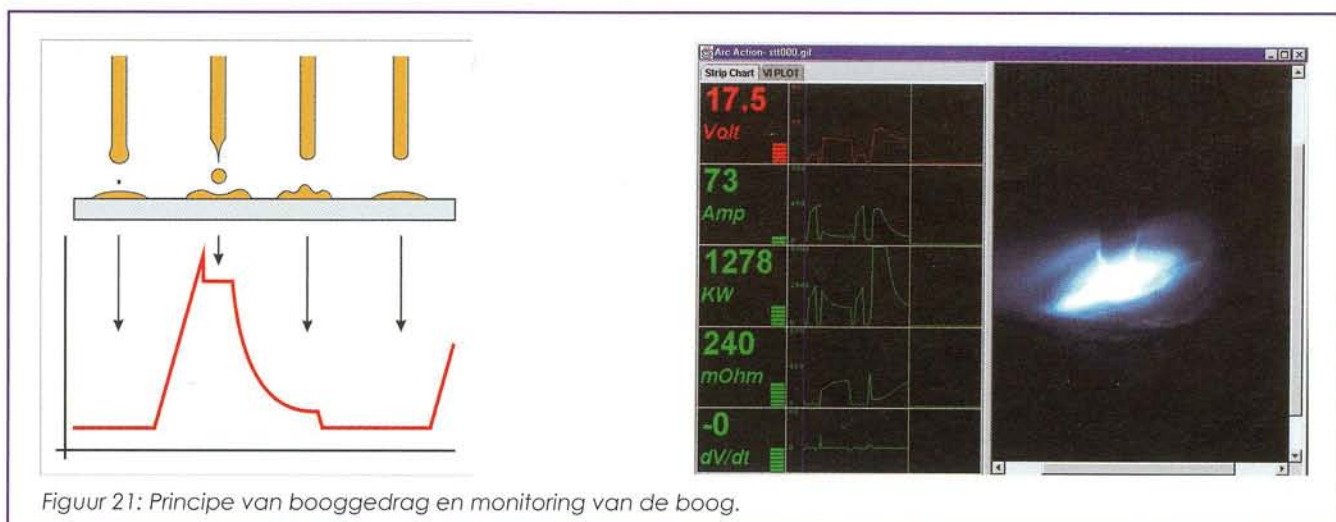 Arc Action- stt000.gif
Strip Chart VI PLOT
17,5
Volt
73
Amp
1278
KW
240
mOhm
-0
dV/dt
Figuur 21: Principe van booggedrag en monitoring van de boog.